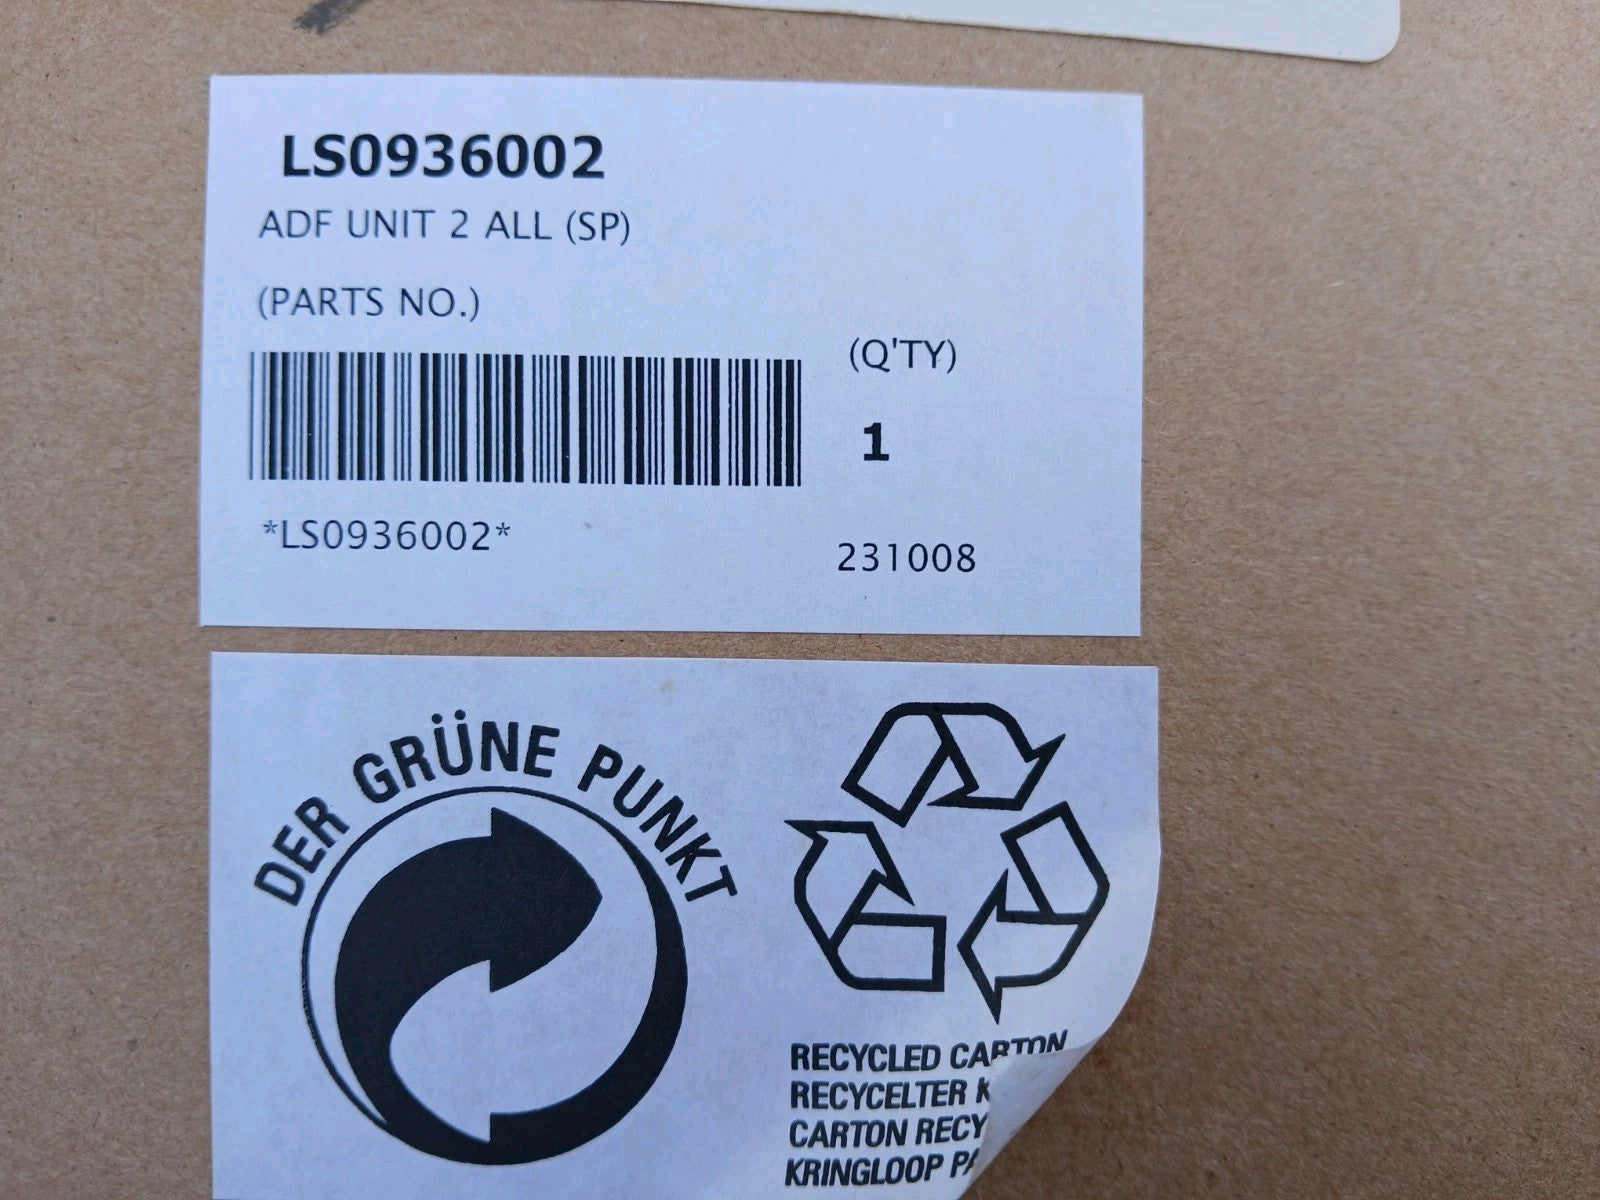 LS0936002
ADF UNIT 2 ALL (SP)
(PARTS NO.)
(Q'TY)
1
*LS0936002*
231008
DER GRÜNE PUNKT
RECYCLED CARTON
RECYCELTER
CARTON
KRINGLOOP